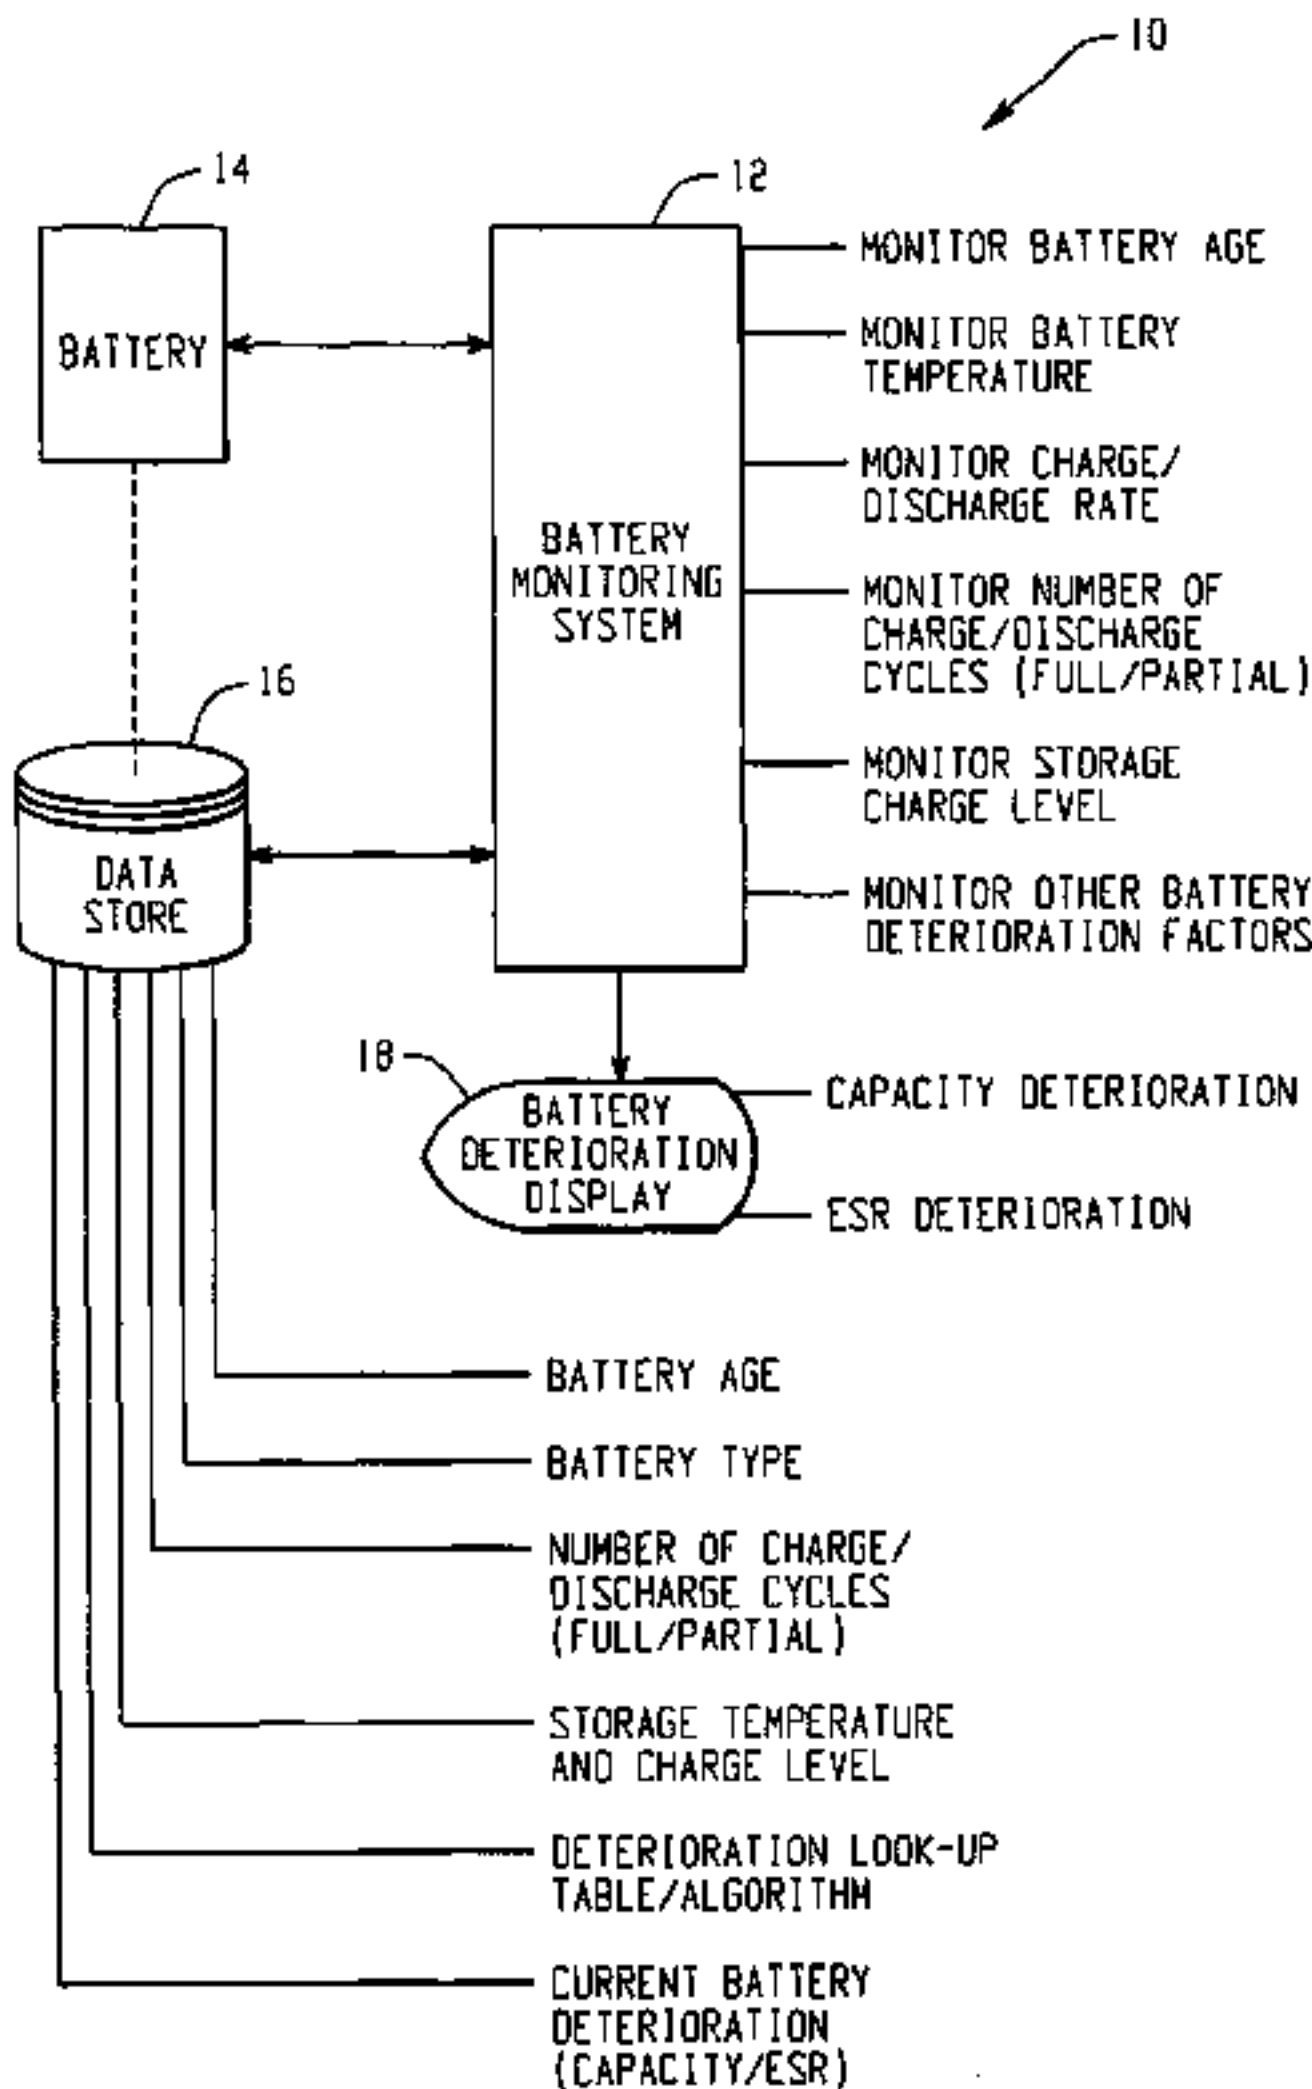 10
14
12
BATTERY
BATTERY
MONITORING
SYSTEM
MONITOR BATTERY AGE
MONITOR BATTERY
TEMPERATURE
MONITOR CHARGE/
DISCHARGE RATE
MONITOR NUMBER OF
CHARGE/DISCHARGE
CYCLES (FULL/PARTIAL)
MONITOR STORAGE
CHARGE LEVEL
MONITOR OTHER BATTERY
DETERIORATION FACTORS
16
DATA
STORE
18
BATTERY
DETERIORATION
DISPLAY
CAPACITY DETERIORATION
ESR DETERIORATION
BATTERY AGE
BATTERY TYPE
NUMBER OF CHARGE/
DISCHARGE CYCLES
(FULL/PARTIAL)
STORAGE TEMPERATURE
AND CHARGE LEVEL
DETERIORATION LOOK-UP
TABLE/ALGORITHM
CURRENT BATTERY
DETERIORATION
(CAPACITY/ESR)